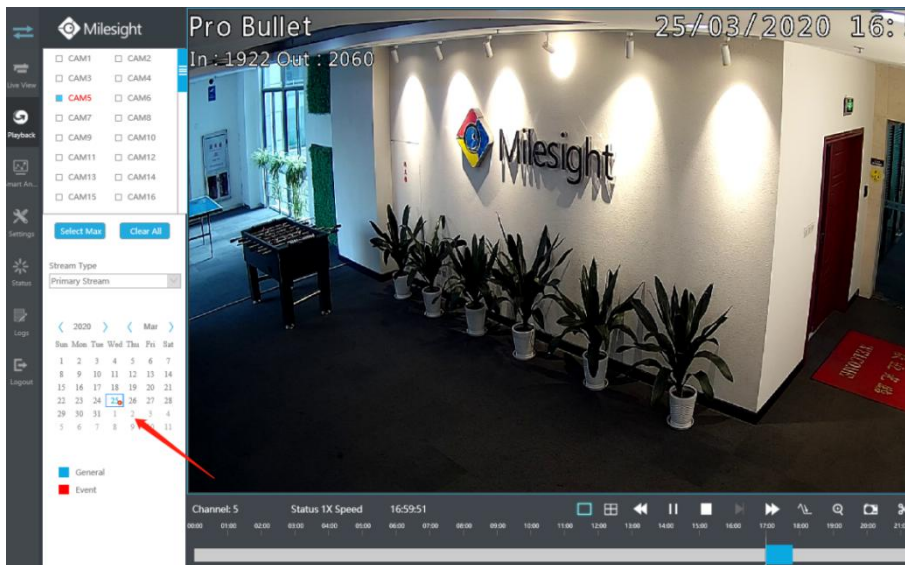 Milesight
Pro Bullet
25/03/2020 16:
In : 1922 Out : 2060
CAM1 CAM2
CAM3 CAM4
CAM5 CAM6
CAM7 CAM8
CAM9 CAM10
CAM11 CAM12
CAM13 CAM14
CAM15 CAM16
Live View
Playback
Settings
Status
Logs
Logout
Select Max Clear All
Stream Type
Primary Stream
2020 Mar
Sun Mon Tue Wed Thu Fri Sat
1 2 3 4 5 6 7
8 9 10 11 12 13 14
15 16 17 18 19 20 21
22 23 24 25 26 27 28
29 30 31 1 2 3 4
5 6 7 8 9 10 11
General
Event
Milesight
Channel: 5 Status 1X Speed 16:59:51
00:00 01:00 02:00 03:00 04:00 05:00 06:00 07:00 08:00 09:00 10:00 11:00 12:00 13:00 14:00 15:00 16:00 17:00 18:00 19:00 20:00